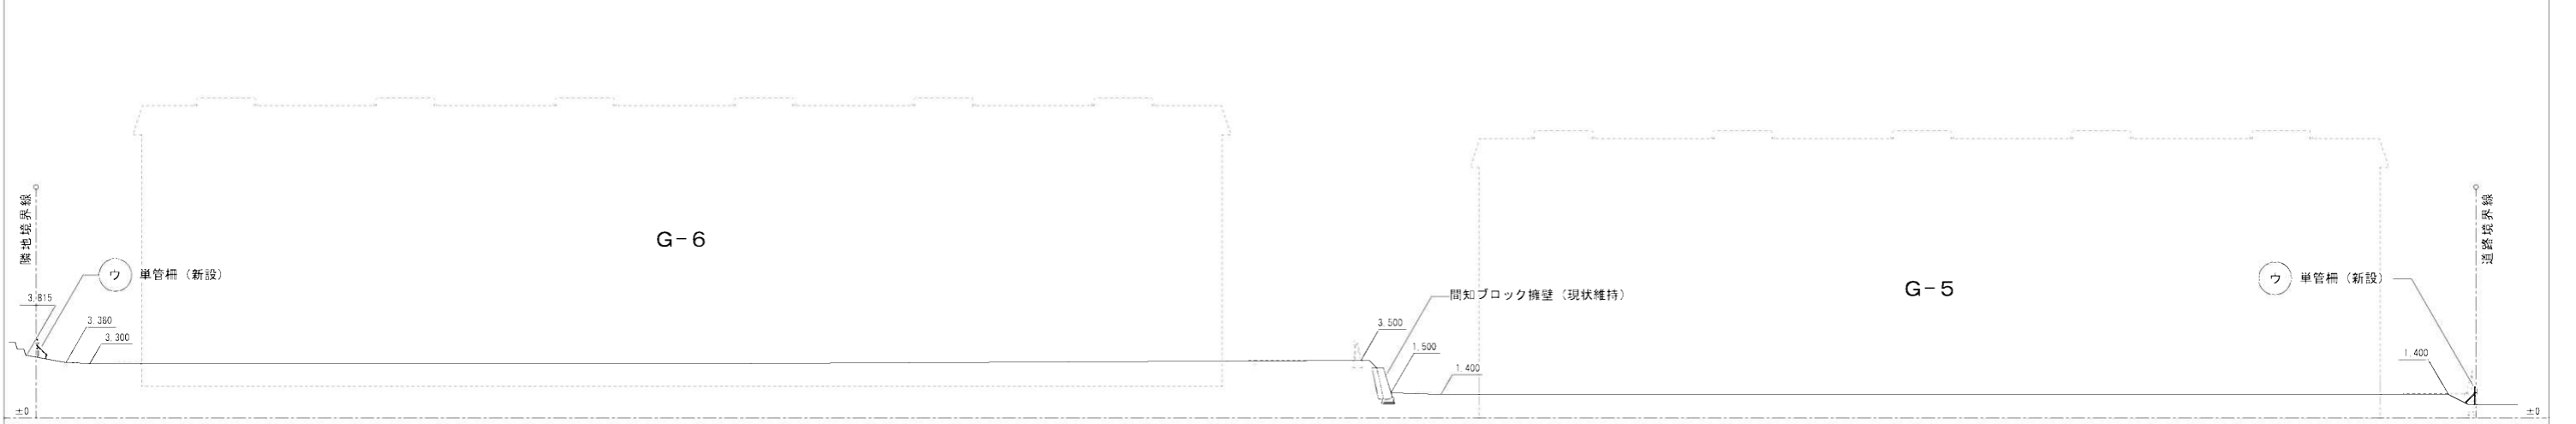 隣地境界線
G-6
ウ 単管柵（新設）
3.815
3.360
3.300
±0
間知ブロック擁壁（現状維持）
3.500
1.500
1.400
G-5
ウ 単管柵（新設）
道路境界線
1.400
±0